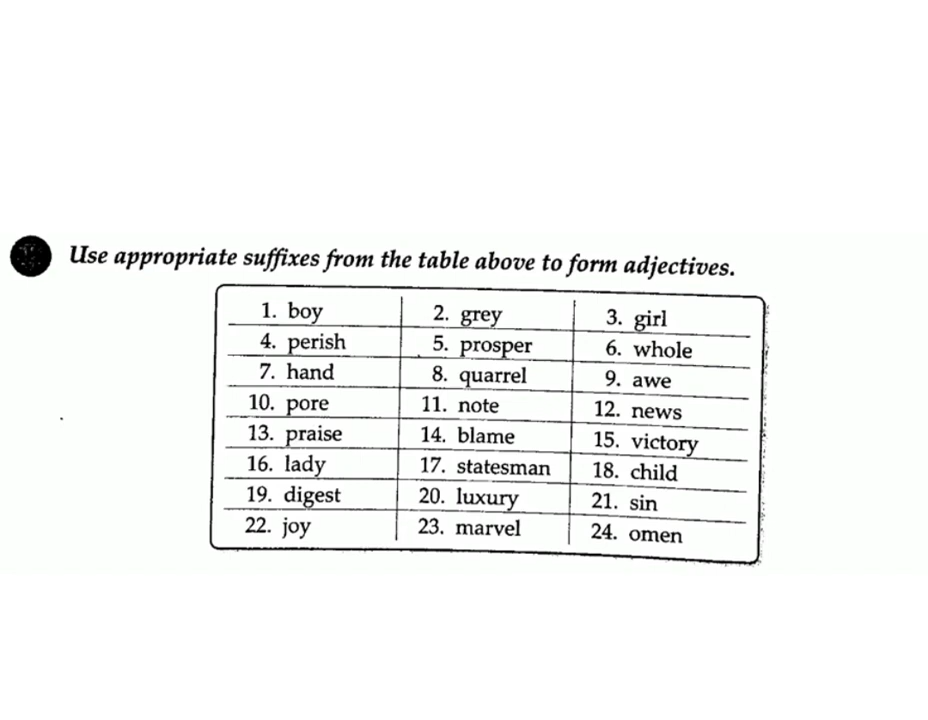 Use appropriate suffixes from the table above to form adjectives.
1. boy 2. grey 3. girl
4. perish 5. prosper 6. whole
7. hand 8. quarrel 9. awe
10. pore 11. note 12. news
13. praise 14. blame 15. victory
16. lady 17. statesman 18. child
19. digest 20. luxury 21. sin
22. joy 23. marvel 24. omen